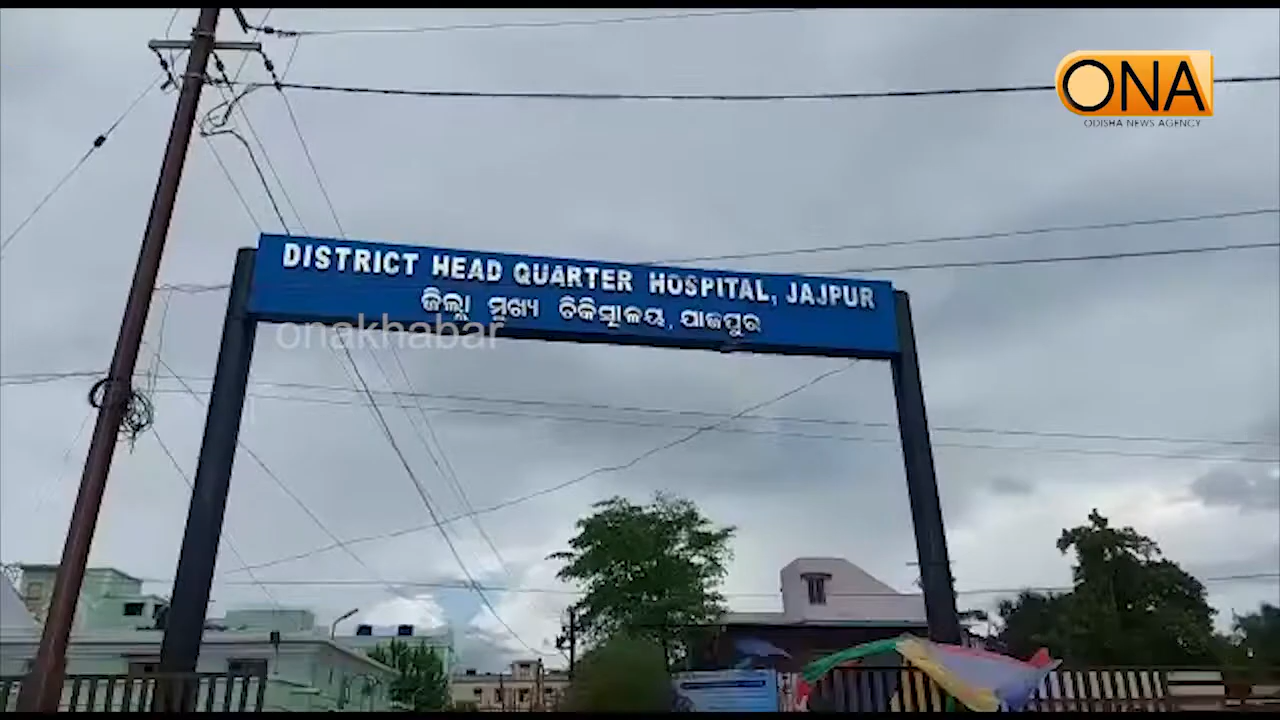 ONA
ODISHA NEWS AGENCY
DISTRICT HEAD QUARTER HOSPITAL, JAJPUR
ଜିଲ୍ଲା ମୁଖ୍ୟ ଚିକିତ୍ସାଳୟ, ଯାଜପୁର
onakhabar